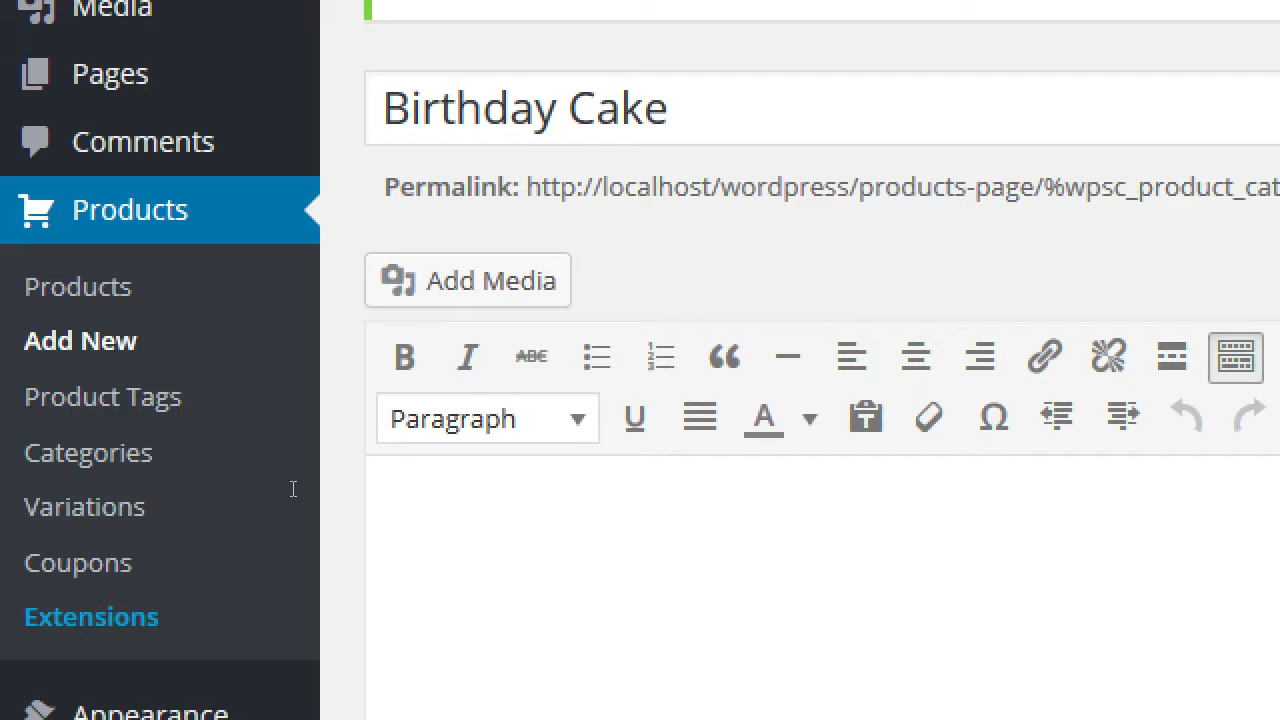 Media
Pages
Comments
Products
Products
Add New
Product Tags
Categories
Variations
Coupons
Extensions
Appearance
Birthday Cake
Permalink: http://localhost/wordpress/products-page/%wpsc_product_cat
Add Media
B I ABE
Paragraph U A T Ω